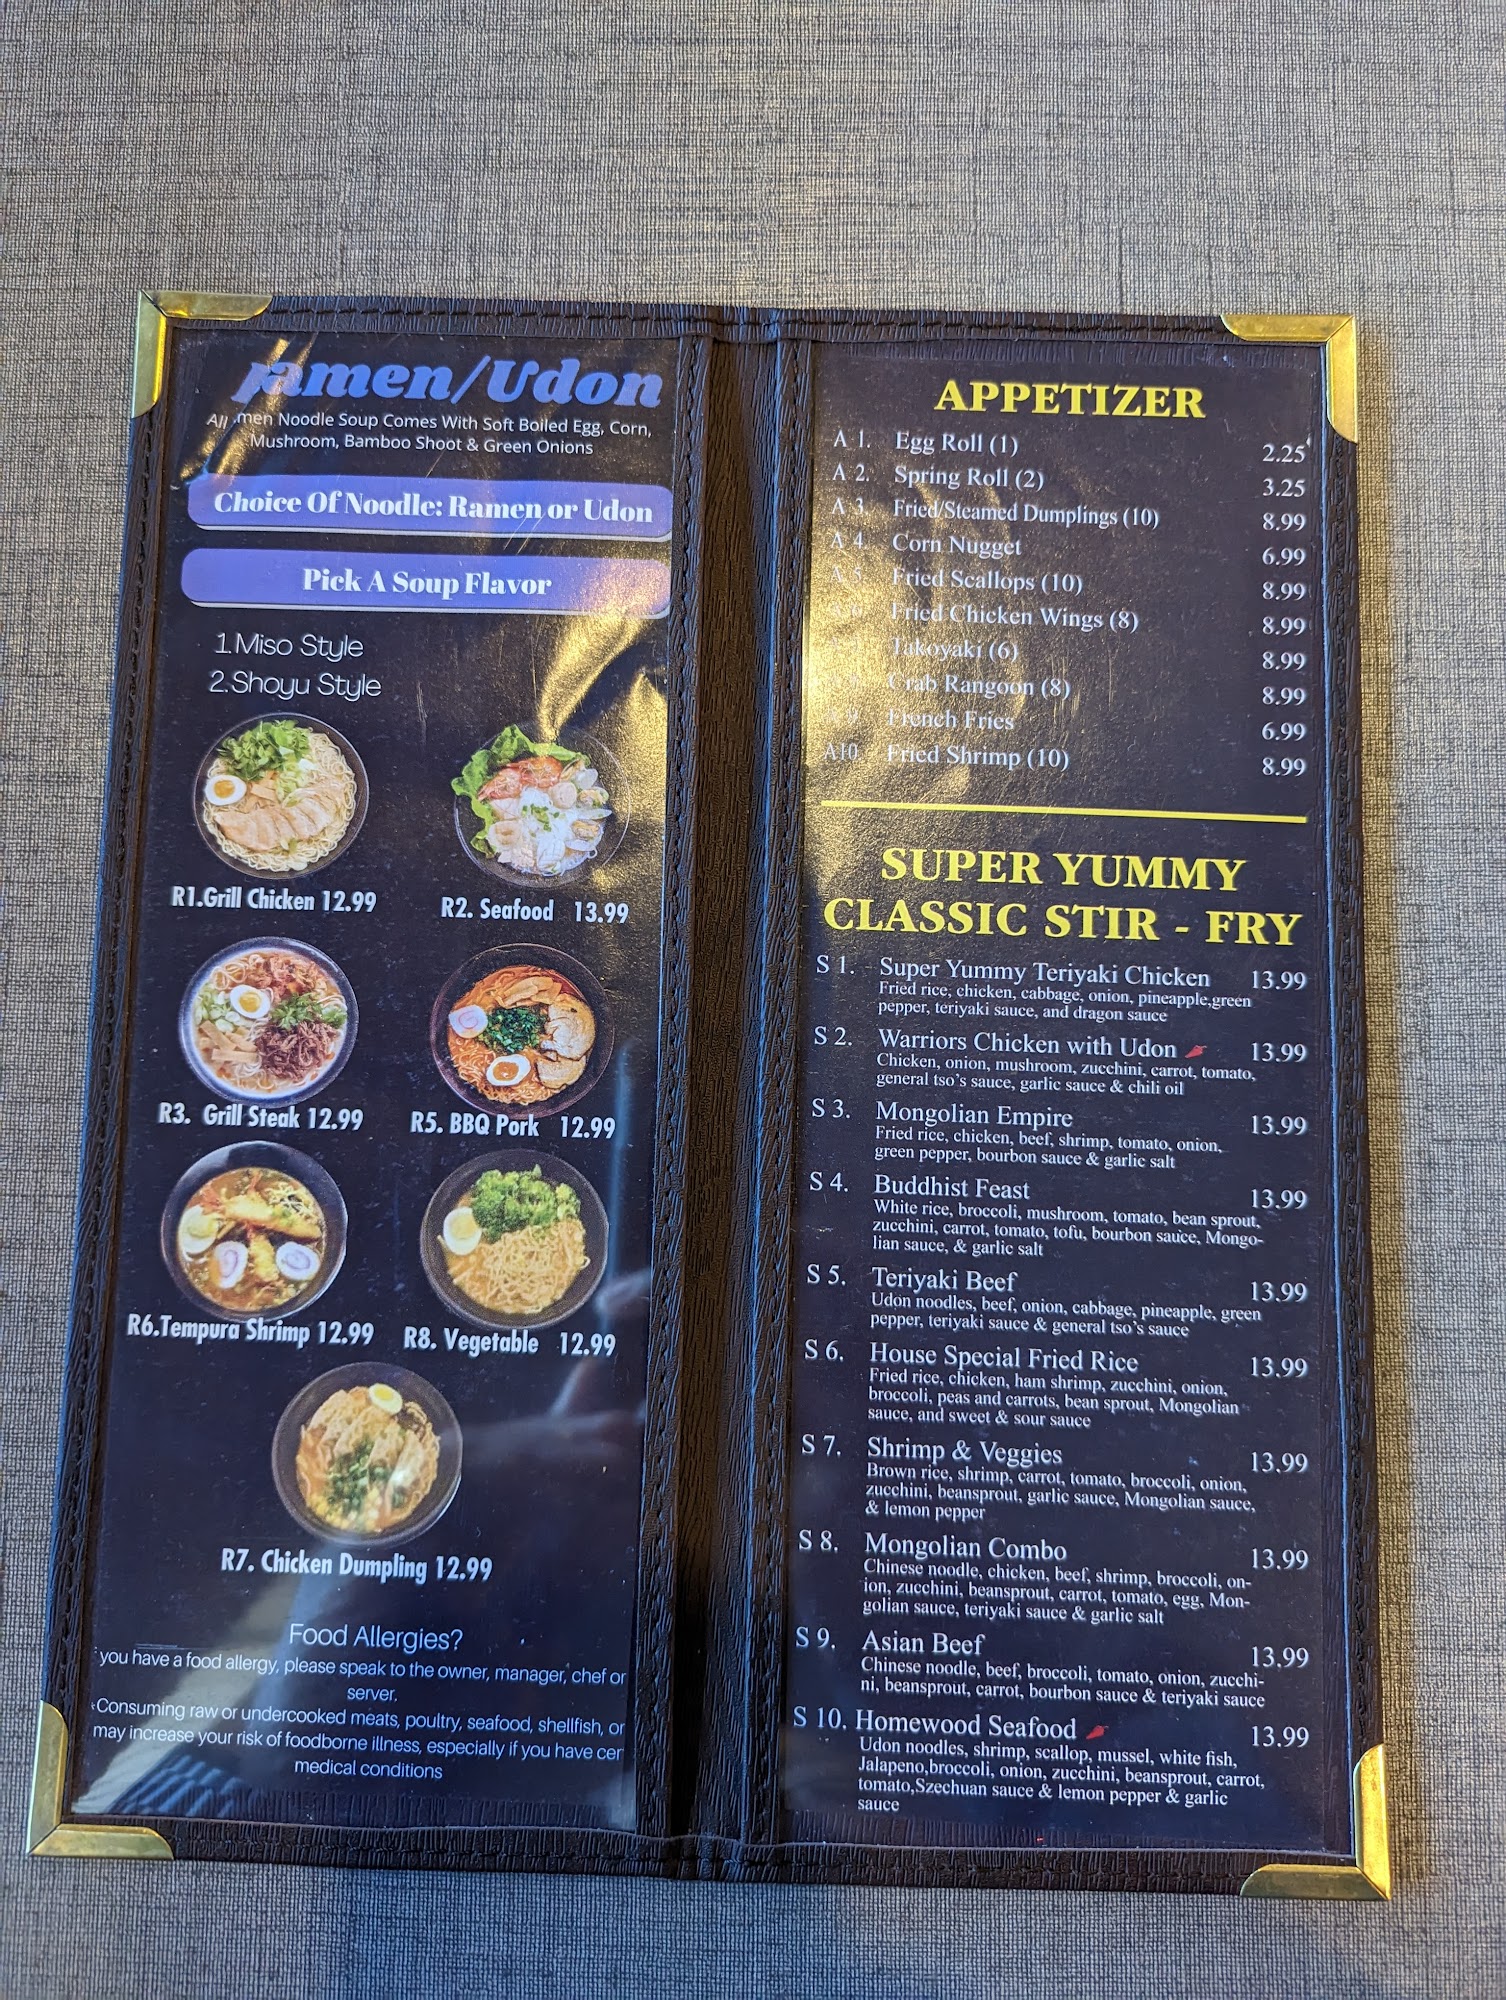 ramen/Udon
All men Noodle Soup Comes With Soft Boiled Egg, Corn,
Mushroom, Bamboo Shoot & Green Onions
Choice Of Noodle: Ramen or Udon
Pick A Soup Flavor
1.Miso Style
2.Shoyu Style
R1.Grill Chicken 12.99
R2. Seafood 13.99
R3. Grill Steak 12.99
R5. BBQ Pork 12.99
R6.Tempura Shrimp 12.99
R8. Vegetable 12.99
R7. Chicken Dumpling 12.99
Food Allergies?
you have a food allergy, please speak to the owner, manager, chef or
server.
Consuming raw or undercooked meats, poultry, seafood, shellfish, or
may increase your risk of foodborne illness, especially if you have cer
medical conditions
APPETIZER
A 1. Egg Roll (1) 2.25
A 2. Spring Roll (2) 3.25
A 3. Fried/Steamed Dumplings (10) 8.99
A 4. Corn Nugget 6.99
A 5. Fried Scallops (10) 8.99
Fried Chicken Wings (8) 8.99
Takoyaki (6) 8.99
Crab Rangoon (8) 8.99
A 9. French Fries 6.99
A10. Fried Shrimp (10) 8.99
SUPER YUMMY
CLASSIC STIR - FRY
S 1. Super Yummy Teriyaki Chicken 13.99
Fried rice, chicken, cabbage, onion, pineapple,green
pepper, teriyaki sauce, and dragon sauce
S 2. Warriors Chicken with Udon 13.99
Chicken, onion, mushroom, zucchini, carrot, tomato,
general tso's sauce, garlic sauce & chili oil
S 3. Mongolian Empire 13.99
Fried rice, chicken, beef, shrimp, tomato, onion,
green pepper, bourbon sauce & garlic salt
S 4. Buddhist Feast 13.99
White rice, broccoli, mushroom, tomato, bean sprout,
zucchini, carrot, tomato, tofu, bourbon sauce, Mongo-
lian sauce, & garlic salt
S 5. Teriyaki Beef 13.99
Udon noodles, beef, onion, cabbage, pineapple, green
pepper, teriyaki sauce & general tso's sauce
S 6. House Special Fried Rice 13.99
Fried rice, chicken, ham shrimp, zucchini, onion,
broccoli, peas and carrots, bean sprout, Mongolian
sauce, and sweet & sour sauce
S 7. Shrimp & Veggies 13.99
Brown rice, shrimp, carrot, tomato, broccoli, onion,
zucchini, beansprout, garlic sauce, Mongolian sauce,
& lemon pepper
S 8. Mongolian Combo 13.99
Chinese noodle, chicken, beef, shrimp, broccoli, on-
ion, zucchini, beansprout, carrot, tomato, egg, Mon-
golian sauce, teriyaki sauce & garlic salt
S 9. Asian Beef 13.99
Chinese noodle, beef, broccoli, tomato, onion, zucchi-
ni, beansprout, carrot, bourbon sauce & teriyaki sauce
S 10. Homewood Seafood 13.99
Udon noodles, shrimp, scallop, mussel, white fish,
Jalapeno,broccoli, onion, zucchini, beansprout, carrot,
tomato,Szechuan sauce & lemon pepper & garlic
sauce